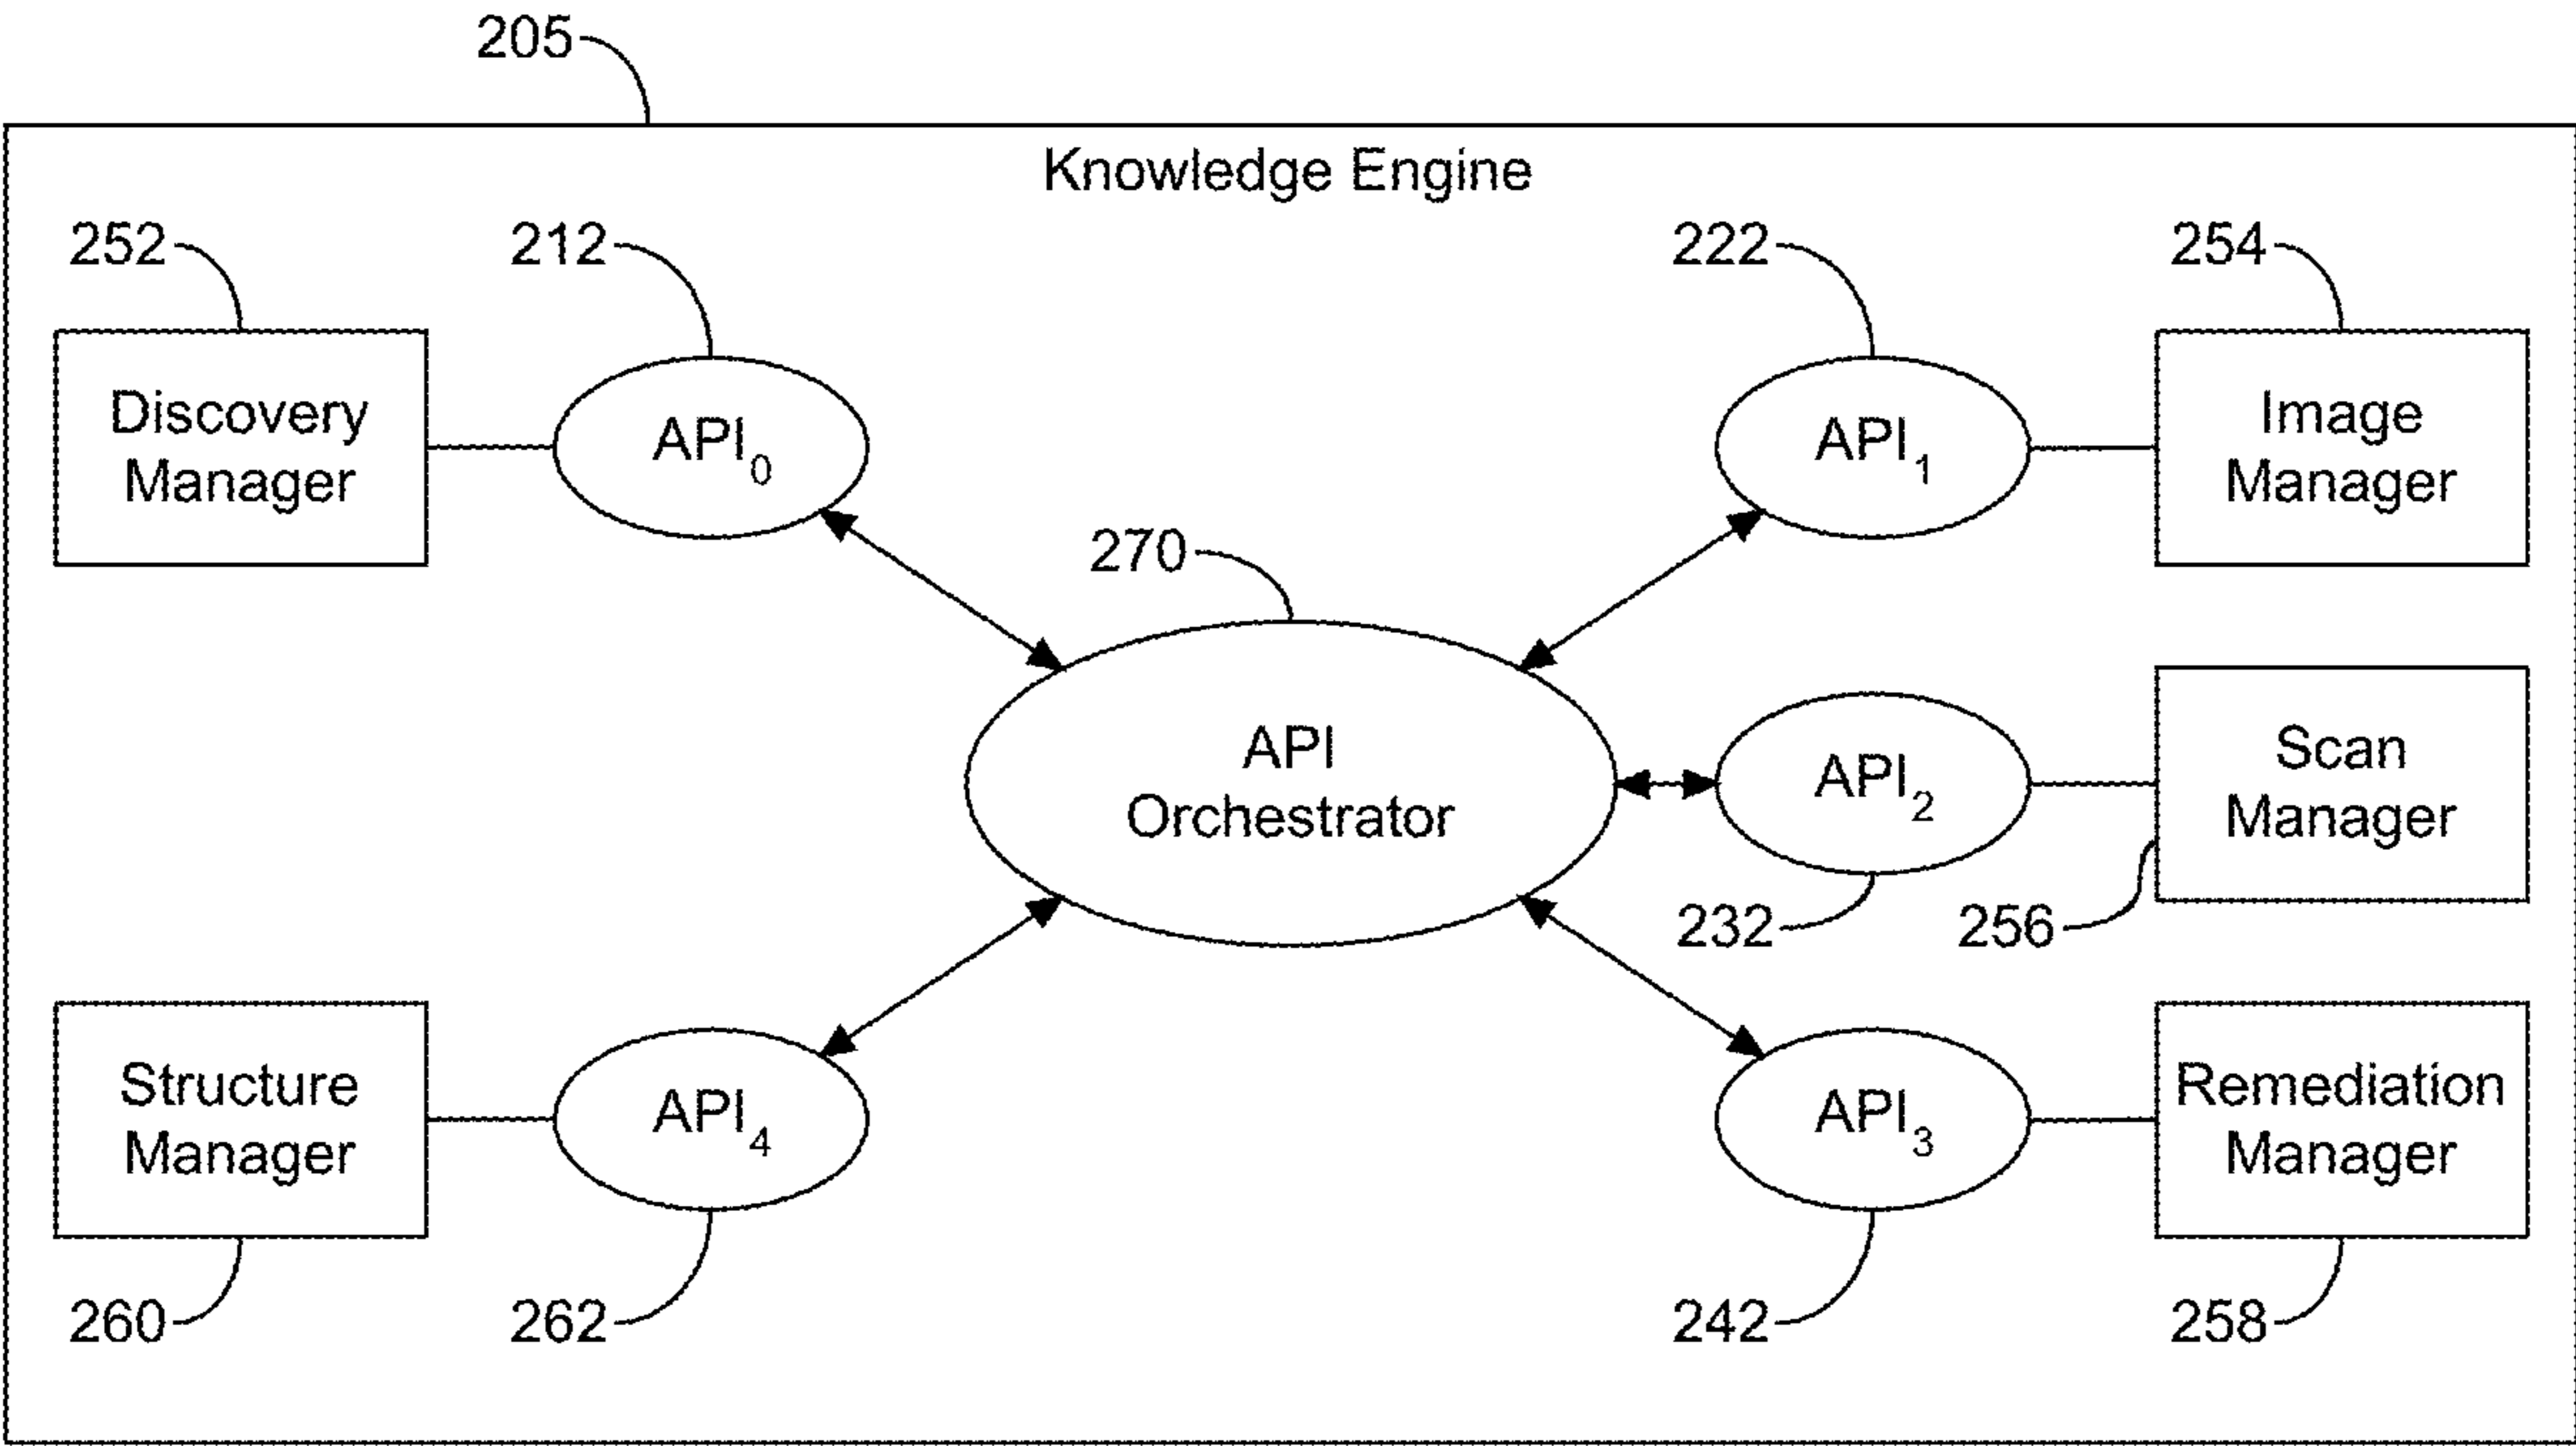 205
Knowledge Engine
252
212
222
254
Discovery
Manager
API₀
API₁
Image
Manager
270
API
Orchestrator
API₂
Scan
Manager
232
256
Structure
Manager
API₄
API₃
Remediation
Manager
260
262
242
258